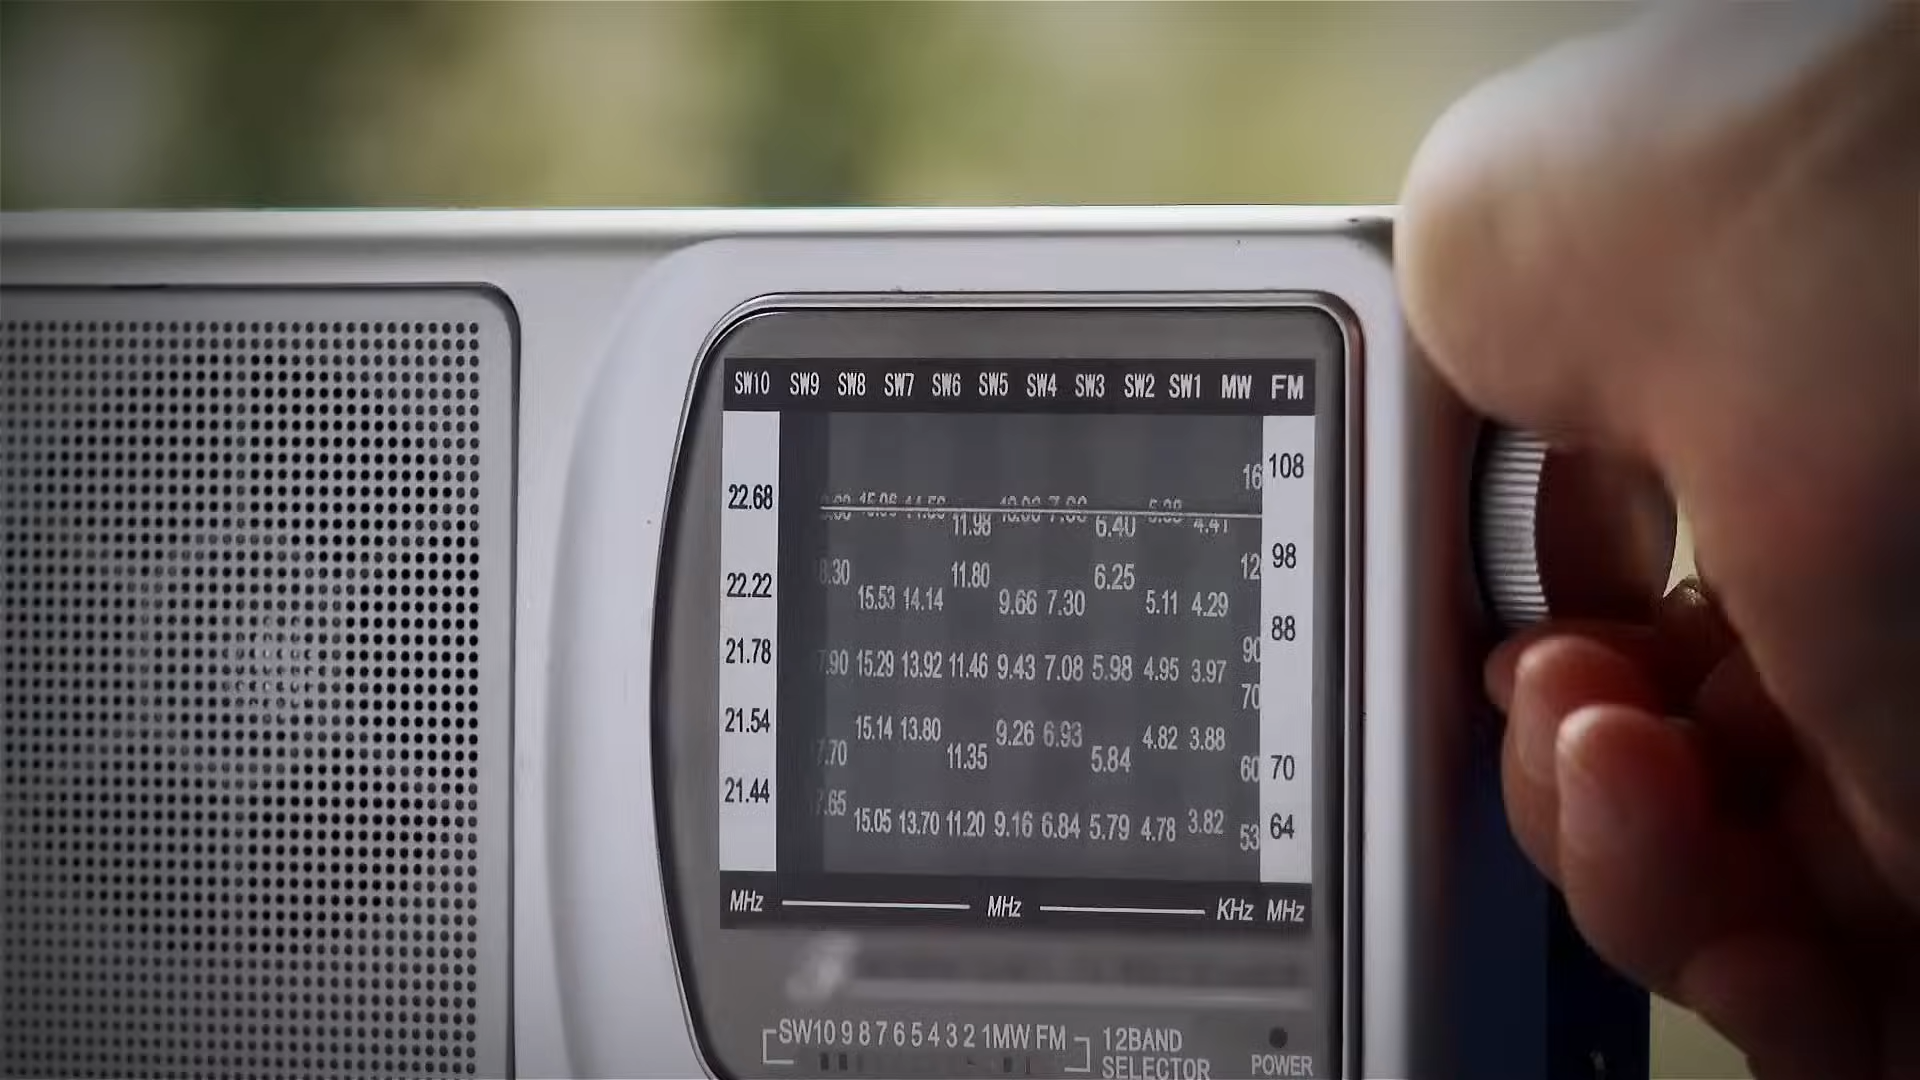 SW10 SW9 SW8 SW7 SW6 SW5 SW4 SW3 SW2 SW1 MW FM
108
22.68
11.98 6.40 4.41
98
11.80 6.25
22.22 15.53 14.14 9.66 7.30 5.11 4.29
88
21.78 15.29 13.92 11.46 9.43 7.08 5.98 4.95 3.97
21.54 15.14 13.80 9.26 6.93 4.82 3.88
11.35 5.84 70
21.44
15.05 13.70 11.20 9.16 6.84 5.79 4.78 3.82 64
MHz MHz KHz MHz
SW10 9 8 7 6 5 4 3 2 1MW FM 12BAND
SELECTOR
POWER